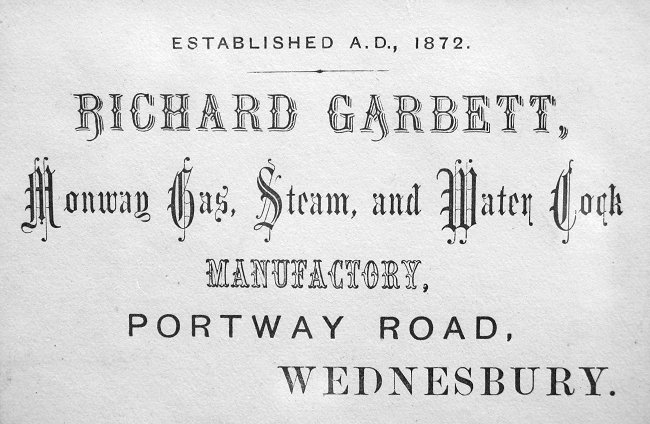 ESTABLISHED A.D., 1872.
RICHARD GARBETT,
Monway Gas, Steam, and Water Cock
MANUFACTORY,
PORTWAY ROAD,
WEDNESBURY.